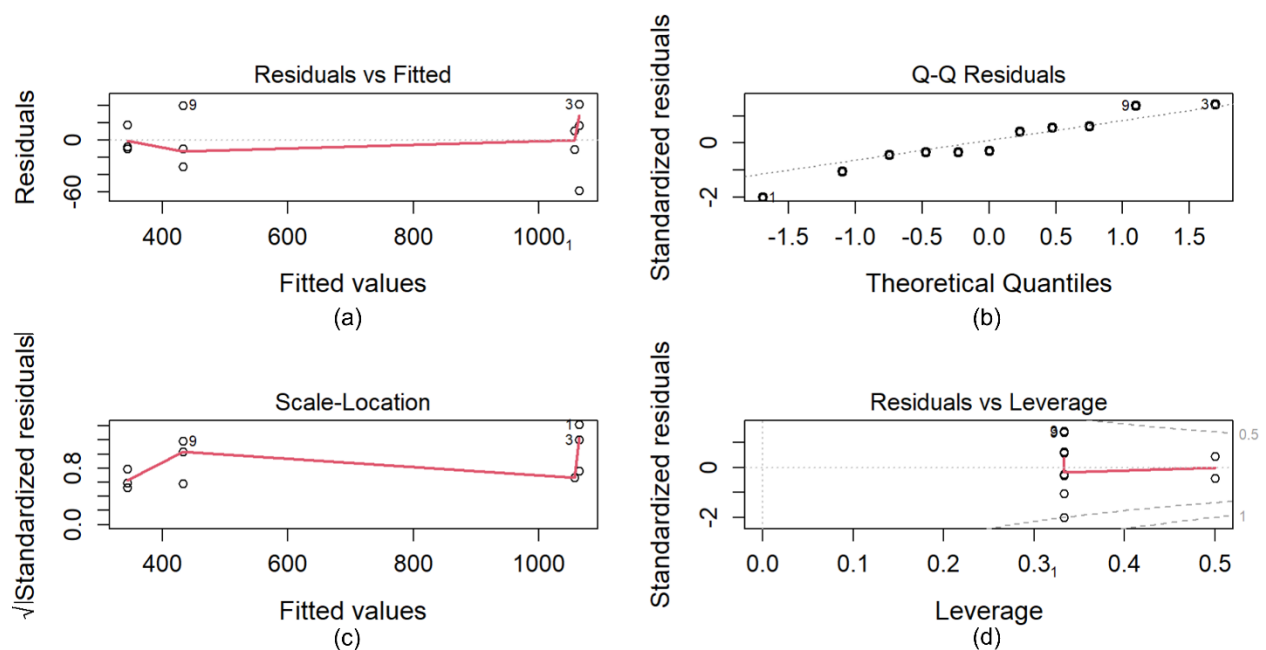 Residuals vs Fitted
Residuals
0
-60
9
3
400 600 800 1000
1
Fitted values
(a)
Q-Q Residuals
Standardized residuals
0
-2
1
9
3
-1.5 -1.0 -0.5 0.0 0.5 1.0 1.5
Theoretical Quantiles
(b)
Scale-Location
√|Standardized residuals|
0.8
0.0
9
1
3
400 600 800 1000
Fitted values
(c)
Residuals vs Leverage
Standardized residuals
0
-2
0.5
1
0.0 0.1 0.2 0.3 0.4 0.5
1
Leverage
(d)